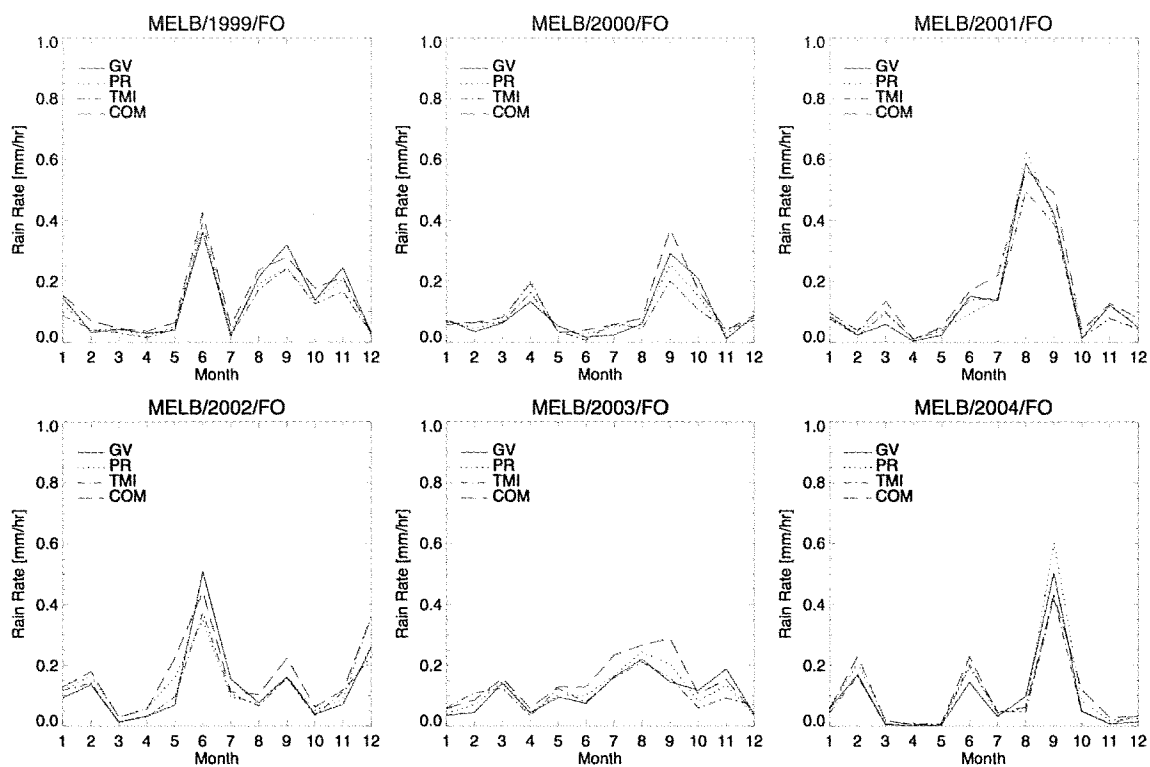 MELB/1999/FO
1.0
0.8
0.6
0.4
0.2
0.0
Rain Rate [mm/hr]
GV
PR
TMI
COM
1 2 3 4 5 6 7 8 9 10 11 12
Month
MELB/2000/FO
1.0
0.8
0.6
0.4
0.2
0.0
Rain Rate [mm/hr]
GV
PR
TMI
COM
1 2 3 4 5 6 7 8 9 10 11 12
Month
MELB/2001/FO
1.0
0.8
0.6
0.4
0.2
0.0
Rain Rate [mm/hr]
GV
PR
TMI
COM
1 2 3 4 5 6 7 8 9 10 11 12
Month
MELB/2002/FO
1.0
0.8
0.6
0.4
0.2
0.0
Rain Rate [mm/hr]
GV
PR
TMI
COM
1 2 3 4 5 6 7 8 9 10 11 12
Month
MELB/2003/FO
1.0
0.8
0.6
0.4
0.2
0.0
Rain Rate [mm/hr]
GV
PR
TMI
COM
1 2 3 4 5 6 7 8 9 10 11 12
Month
MELB/2004/FO
1.0
0.8
0.6
0.4
0.2
0.0
Rain Rate [mm/hr]
GV
PR
TMI
COM
1 2 3 4 5 6 7 8 9 10 11 12
Month